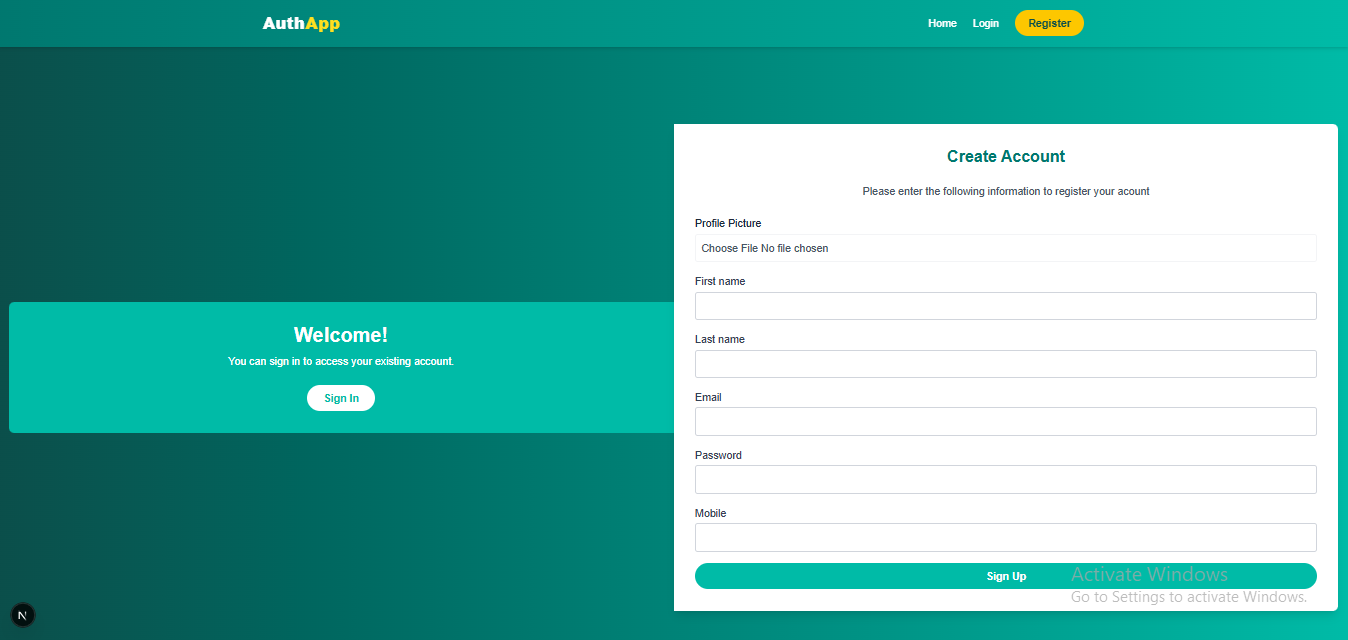 AuthApp
Home Login Register
Create Account
Please enter the following information to register your acount
Profile Picture
Choose File No file chosen
First name
Last name
Welcome!
You can sign in to access your existing account.
Sign In
Email
Password
Mobile
Sign Up
Activate Windows
Go to Settings to activate Windows.
N